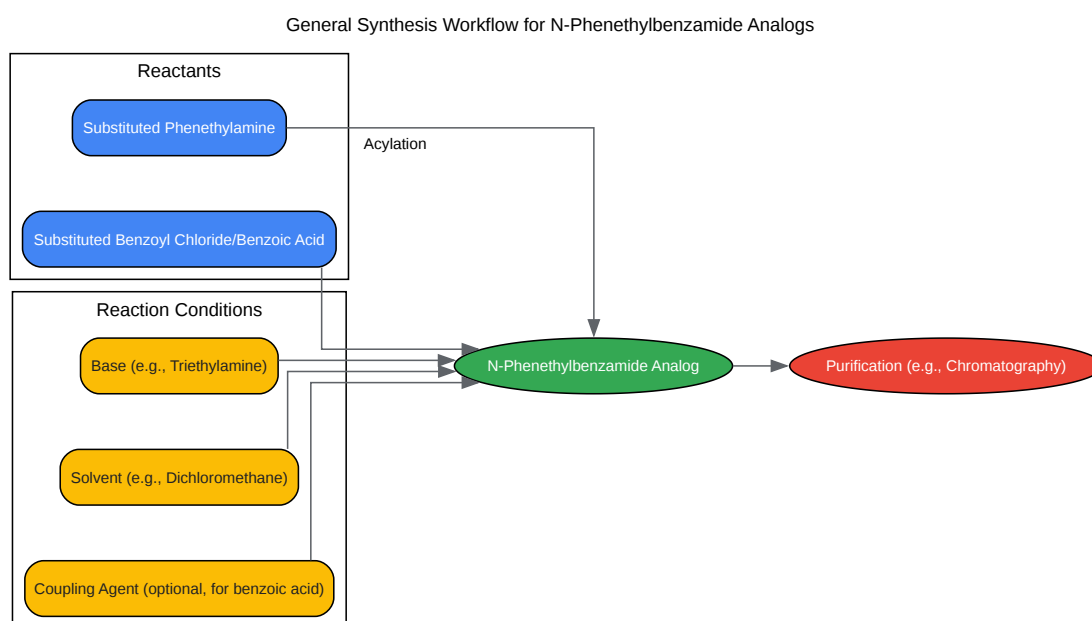 General Synthesis Workflow for N-Phenethylbenzamide Analogs
Reactants
Substituted Phenethylamine
Acylation
Substituted Benzoyl Chloride/Benzoic Acid
Reaction Conditions
Base (e.g., Triethylamine)
N-Phenethylbenzamide Analog
Purification (e.g., Chromatography)
Solvent (e.g., Dichloromethane)
Coupling Agent (optional, for benzoic acid)